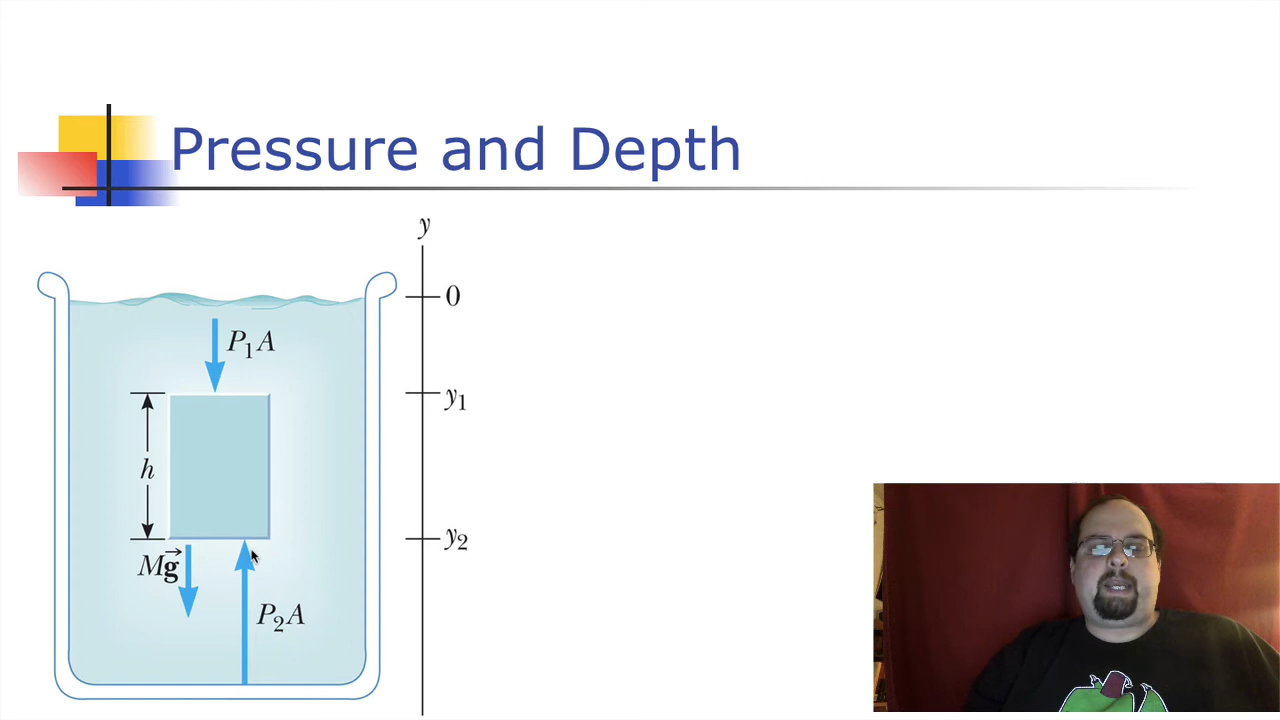 Pressure and Depth
y
0
P₁A
y₁
h
y₂
Mg⃗
P₂A